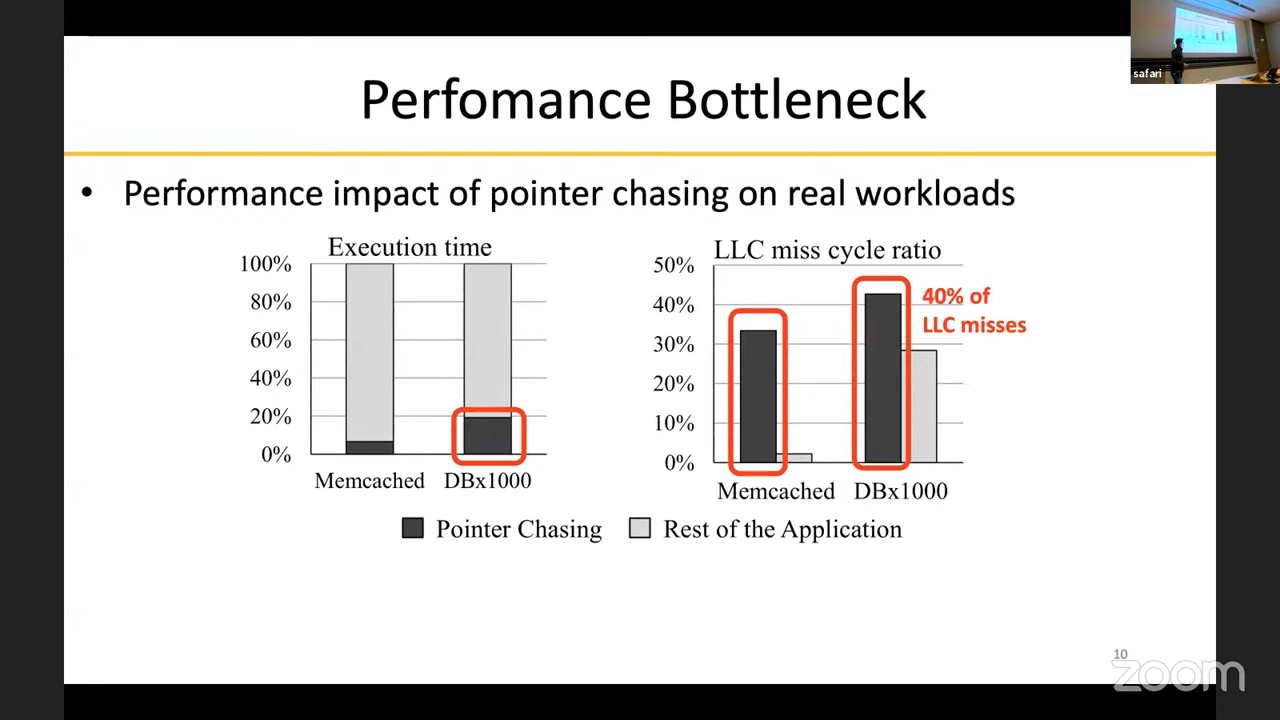 safari
Perfomance Bottleneck
• Performance impact of pointer chasing on real workloads
Execution time
100%
80%
60%
40%
20%
0%
Memcached DBx1000
LLC miss cycle ratio
50%
40%
30%
20%
10%
0%
40% of
LLC misses
Memcached DBx1000
Pointer Chasing Rest of the Application
10
zoom